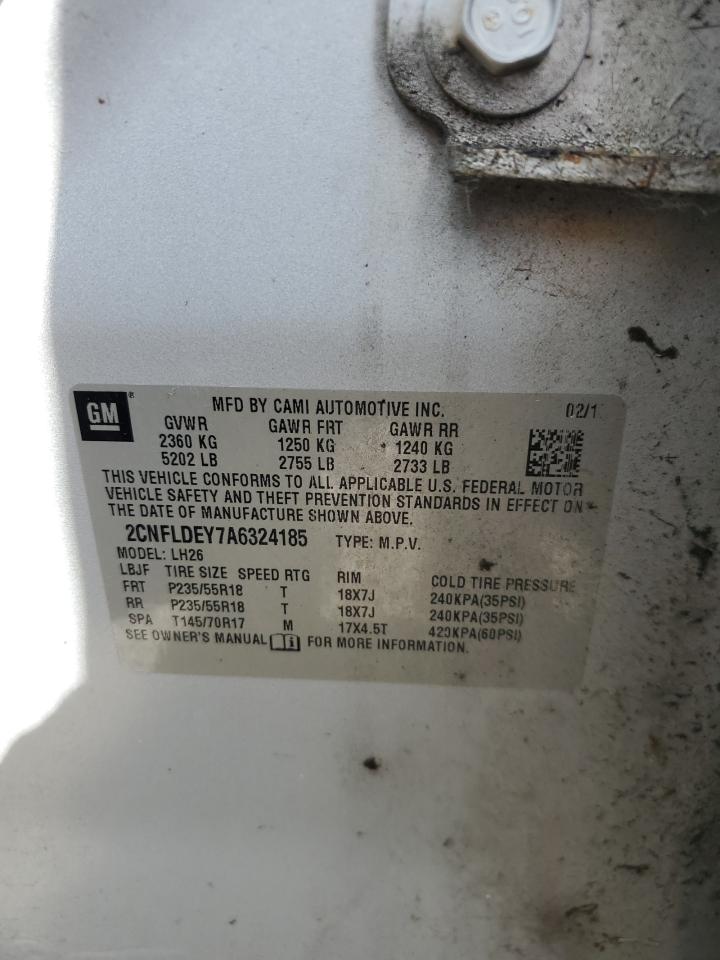 GM
MFD BY CAMI AUTOMOTIVE INC. 02/1
GVWR GAWR FRT GAWR RR
2360 KG 1250 KG 1240 KG
5202 LB 2755 LB 2733 LB
THIS VEHICLE CONFORMS TO ALL APPLICABLE U.S. FEDERAL MOTOR
VEHICLE SAFETY AND THEFT PREVENTION STANDARDS IN EFFECT ON
THE DATE OF MANUFACTURE SHOWN ABOVE.
2CNFLDEY7A6324185 TYPE: M.P.V.
MODEL: LH26
LBJF TIRE SIZE SPEED RTG RIM COLD TIRE PRESSURE
FRT P235/55R18 T 18X7J 240KPA(35PSI)
RR P235/55R18 T 18X7J 240KPA(35PSI)
SPA T145/70R17 M 17X4.5T 420KPA(60PSI)
SEE OWNER'S MANUAL FOR MORE INFORMATION.